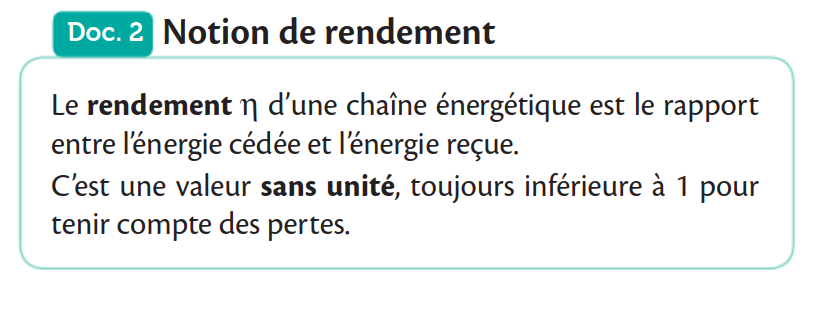 Doc. 2 Notion de rendement
Le rendement η d’une chaîne énergétique est le rapport
entre l’énergie cédée et l’énergie reçue.
C’est une valeur sans unité, toujours inférieure à 1 pour
tenir compte des pertes.